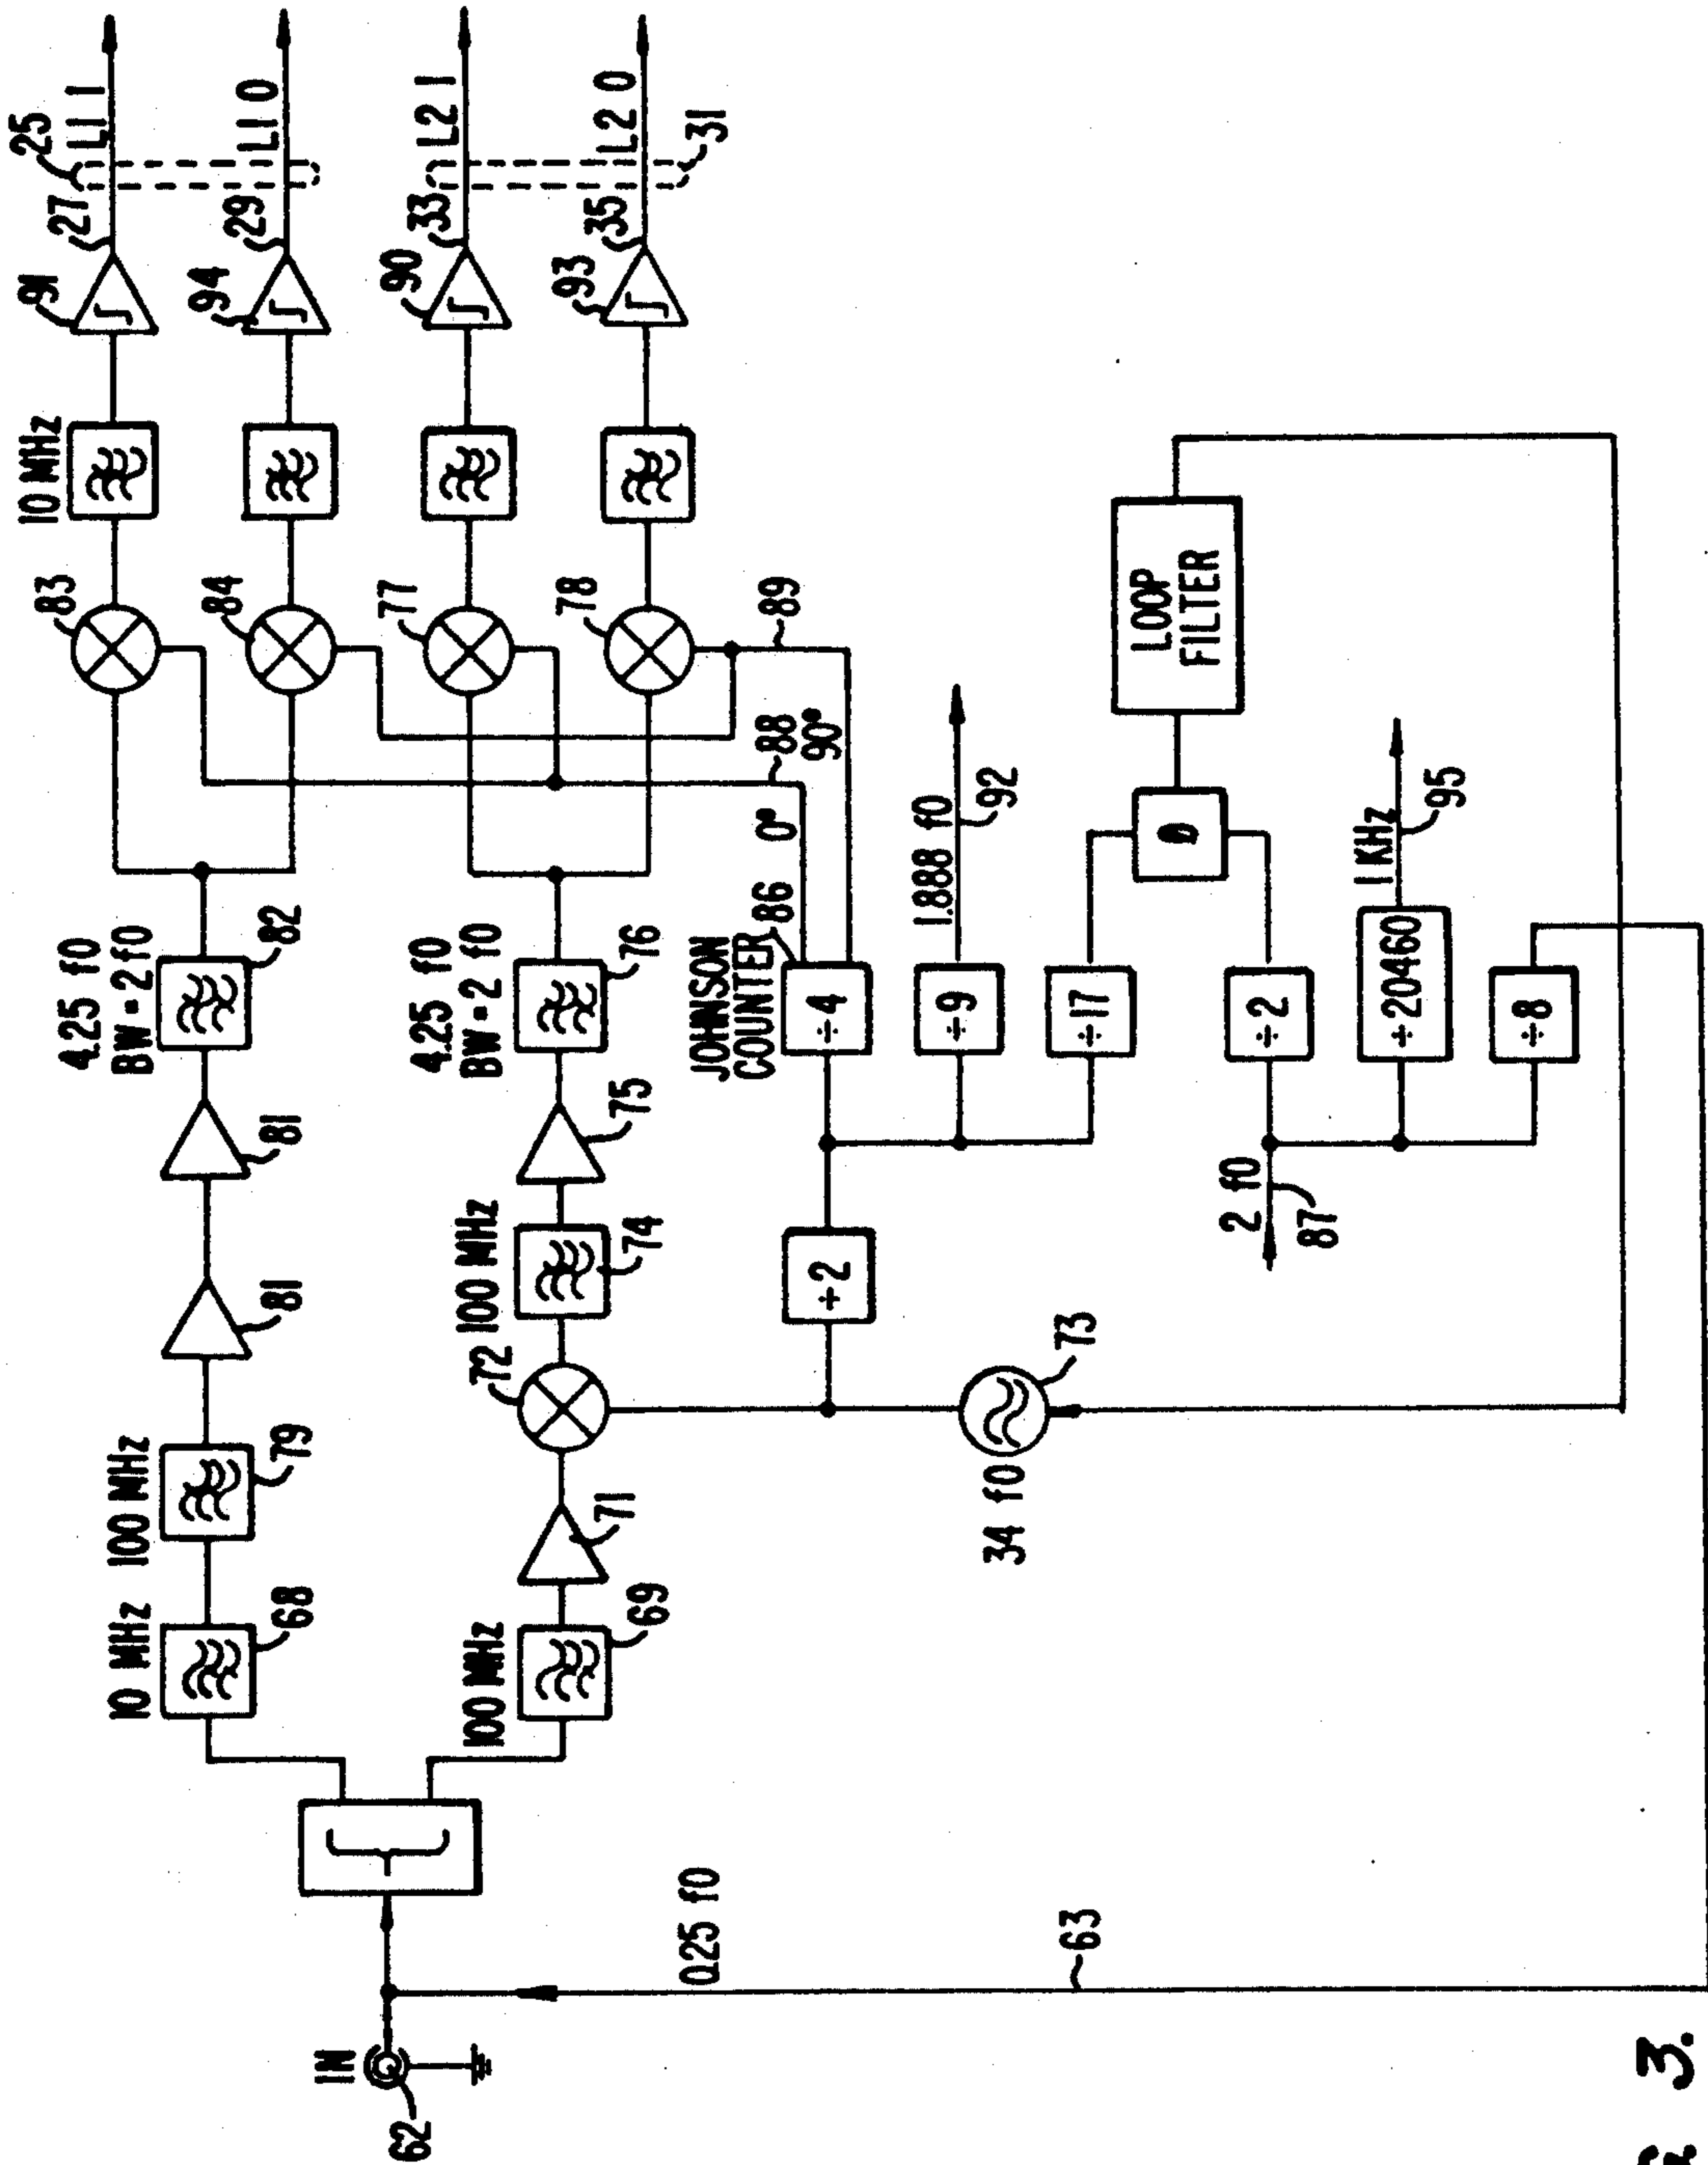 IN
62
0.25 f0
63
10 MHz
68
100 MHz
79
81
81
4.25 f0
BW = 2 f0
82
100 MHz
69
71
72
100 MHz
74
75
4.25 f0
BW = 2 f0
76
34 f0
73
÷2
JOHNSON
COUNTER
86
÷4
0°
88
90°
89
÷9
1.888 f0
92
÷17
2 f0
87
÷2
÷20460
1 KHz
95
÷8
Ø
LOOP
FILTER
83
84
77
78
10 MHz
91
27
25
L1 I
94
29
L1 Q
90
33
L2 I
93
35
L2 Q
31
3.